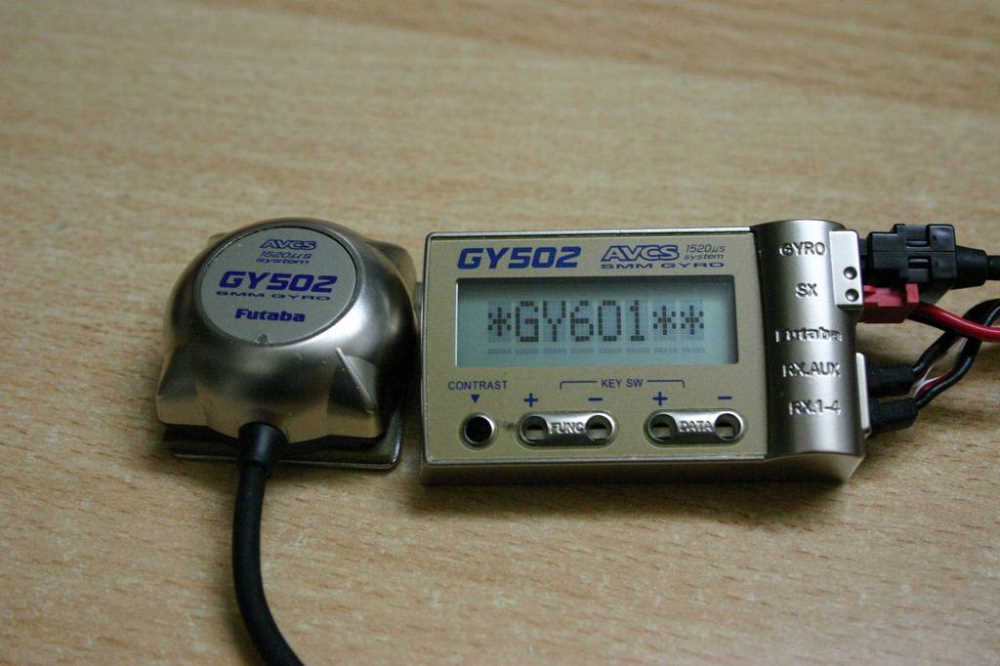 AVCS
1520µs
system
GY502
SMM GYRO
Futaba
GY502 AVCS 1520µs
system
SMM GYRO
*GY601**
CONTRAST
KEY SW
▼ + − + −
FUNC DATA
GYRO
SX
Futaba
RX.AUX
RX.1-4